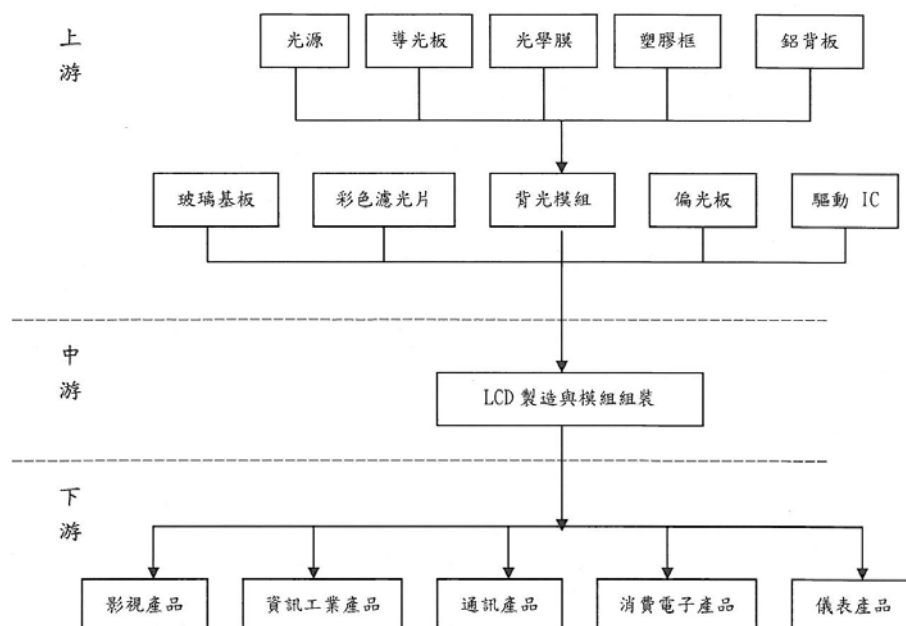 上游
光源 導光板 光學膜 塑膠框 鋁背板
玻璃基板 彩色濾光片 背光模組 偏光板 驅動 IC
中游
LCD 製造與模組組裝
下游
影視產品 資訊工業產品 通訊產品 消費電子產品 儀表產品